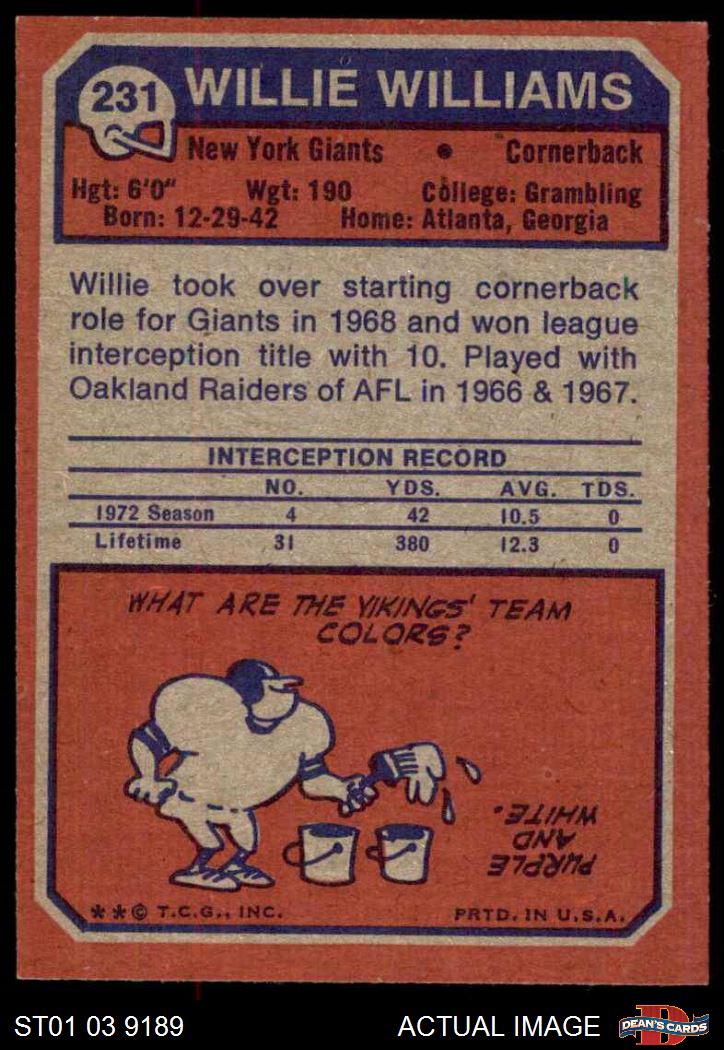 231 WILLIE WILLIAMS
New York Giants • Cornerback
Hgt: 6'0" Wgt: 190 College: Grambling
Born: 12-29-42 Home: Atlanta, Georgia
Willie took over starting cornerback
role for Giants in 1968 and won league
interception title with 10. Played with
Oakland Raiders of AFL in 1966 & 1967.
INTERCEPTION RECORD
NO. YDS. AVG. TDS.
1972 Season 4 42 10.5 0
Lifetime 31 380 12.3 0
WHAT ARE THE VIKINGS' TEAM
COLORS?
PURPLE
AND
WHITE.
**© T.C.G., INC. PRTD. IN U.S.A.
ST01 03 9189 ACTUAL IMAGE D DEAN'S CARDS